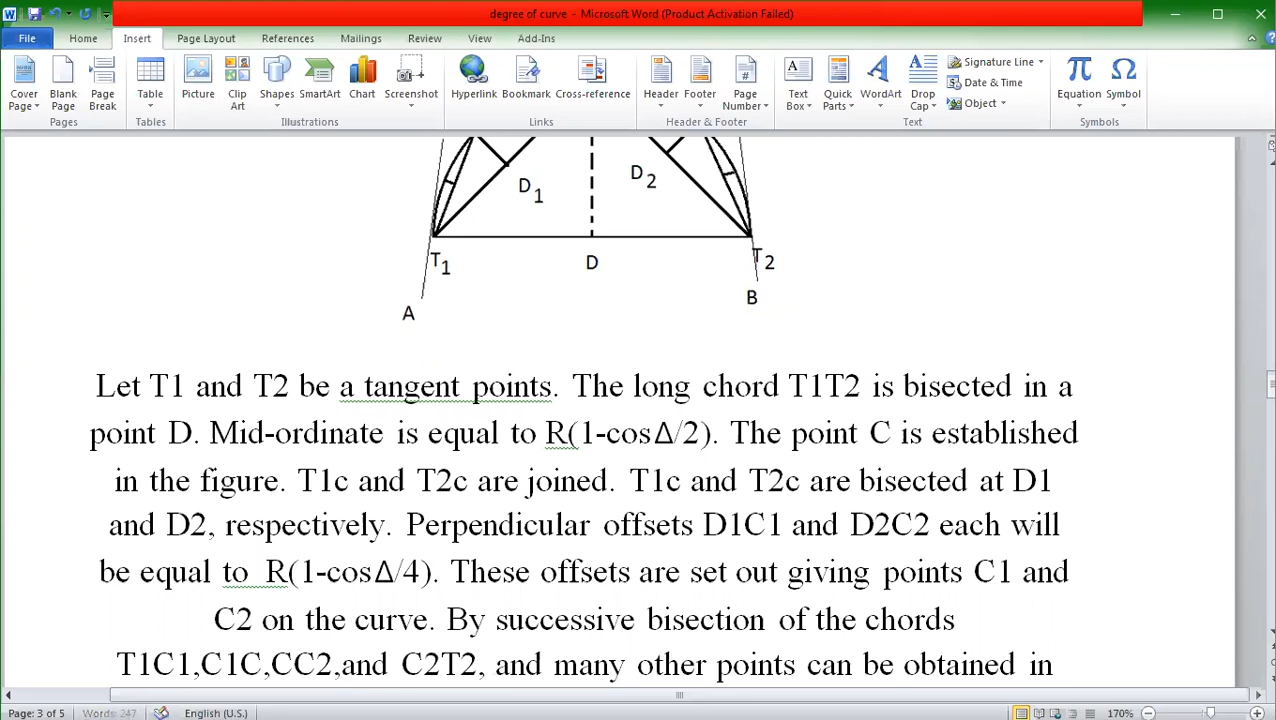 degree of curve - Microsoft Word (Product Activation Failed)
File Home Insert Page Layout References Mailings Review View Add-Ins
Cover Page Blank Page Page Break Table Picture Clip Art Shapes SmartArt Chart Screenshot Hyperlink Bookmark Cross-reference Header Footer Page Number Text Box Quick Parts WordArt Drop Cap Signature Line Date & Time Object Equation Symbol
Pages Tables Illustrations Links Header & Footer Text Symbols
D1 D2
T1 D T2
A B
Let T1 and T2 be a tangent points. The long chord T1T2 is bisected in a
point D. Mid-ordinate is equal to R(1-cosΔ/2). The point C is established
in the figure. T1c and T2c are joined. T1c and T2c are bisected at D1
and D2, respectively. Perpendicular offsets D1C1 and D2C2 each will
be equal to R(1-cosΔ/4). These offsets are set out giving points C1 and
C2 on the curve. By successive bisection of the chords
T1C1,C1C,CC2,and C2T2, and many other points can be obtained in
Page: 3 of 5 Words: 247 English (U.S.) 170%